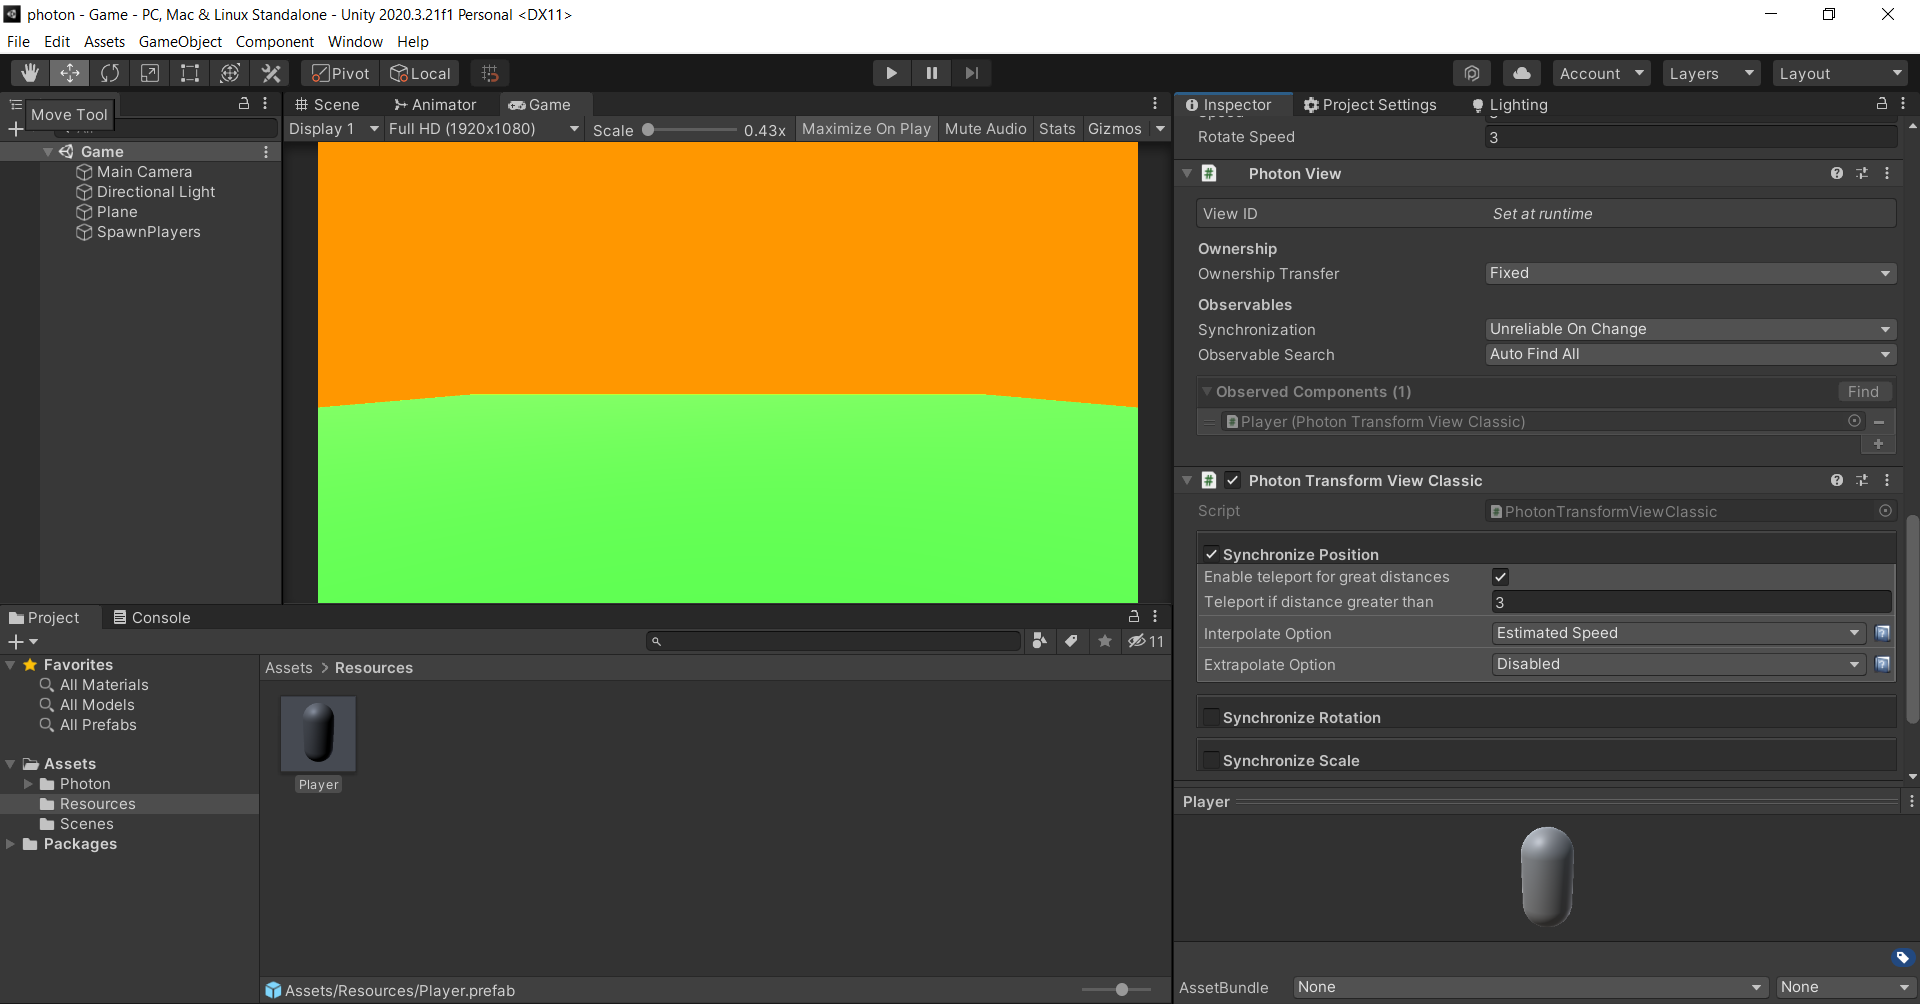 photon - Game - PC, Mac & Linux Standalone - Unity 2020.3.21f1 Personal <DX11>
File Edit Assets GameObject Component Window Help
Pivot Local Account Layers Layout
Move Tool
Game
Main Camera
Directional Light
Plane
SpawnPlayers
Scene Animator Game
Display 1 Full HD (1920x1080) Scale 0.43x Maximize On Play Mute Audio Stats Gizmos
Project Console
11
Favorites
All Materials
All Models
All Prefabs
Assets
Photon
Resources
Scenes
Packages
Assets > Resources
Player
Assets/Resources/Player.prefab
Inspector Project Settings Lighting
Speed
Rotate Speed 3
Photon View
View ID Set at runtime
Ownership
Ownership Transfer Fixed
Observables
Synchronization Unreliable On Change
Observable Search Auto Find All
Observed Components (1) Find
Player (Photon Transform View Classic)
Photon Transform View Classic
Script PhotonTransformViewClassic
Synchronize Position
Enable teleport for great distances
Teleport if distance greater than 3
Interpolate Option Estimated Speed
Extrapolate Option Disabled
Synchronize Rotation
Synchronize Scale
Player
AssetBundle None None